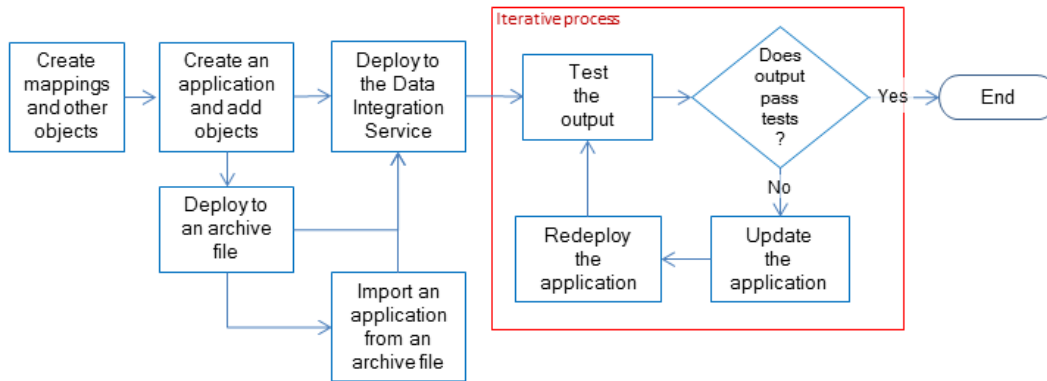 Iterative process
Create
mappings
and other
objects
Create an
application
and add
objects
Deploy to
the Data
Integration
Service
Test
the
output
Does
output
pass
tests
?
Yes
End
No
Deploy to
an archive
file
Redeploy
the
application
Update
the
application
Import an
application
from an
archive file